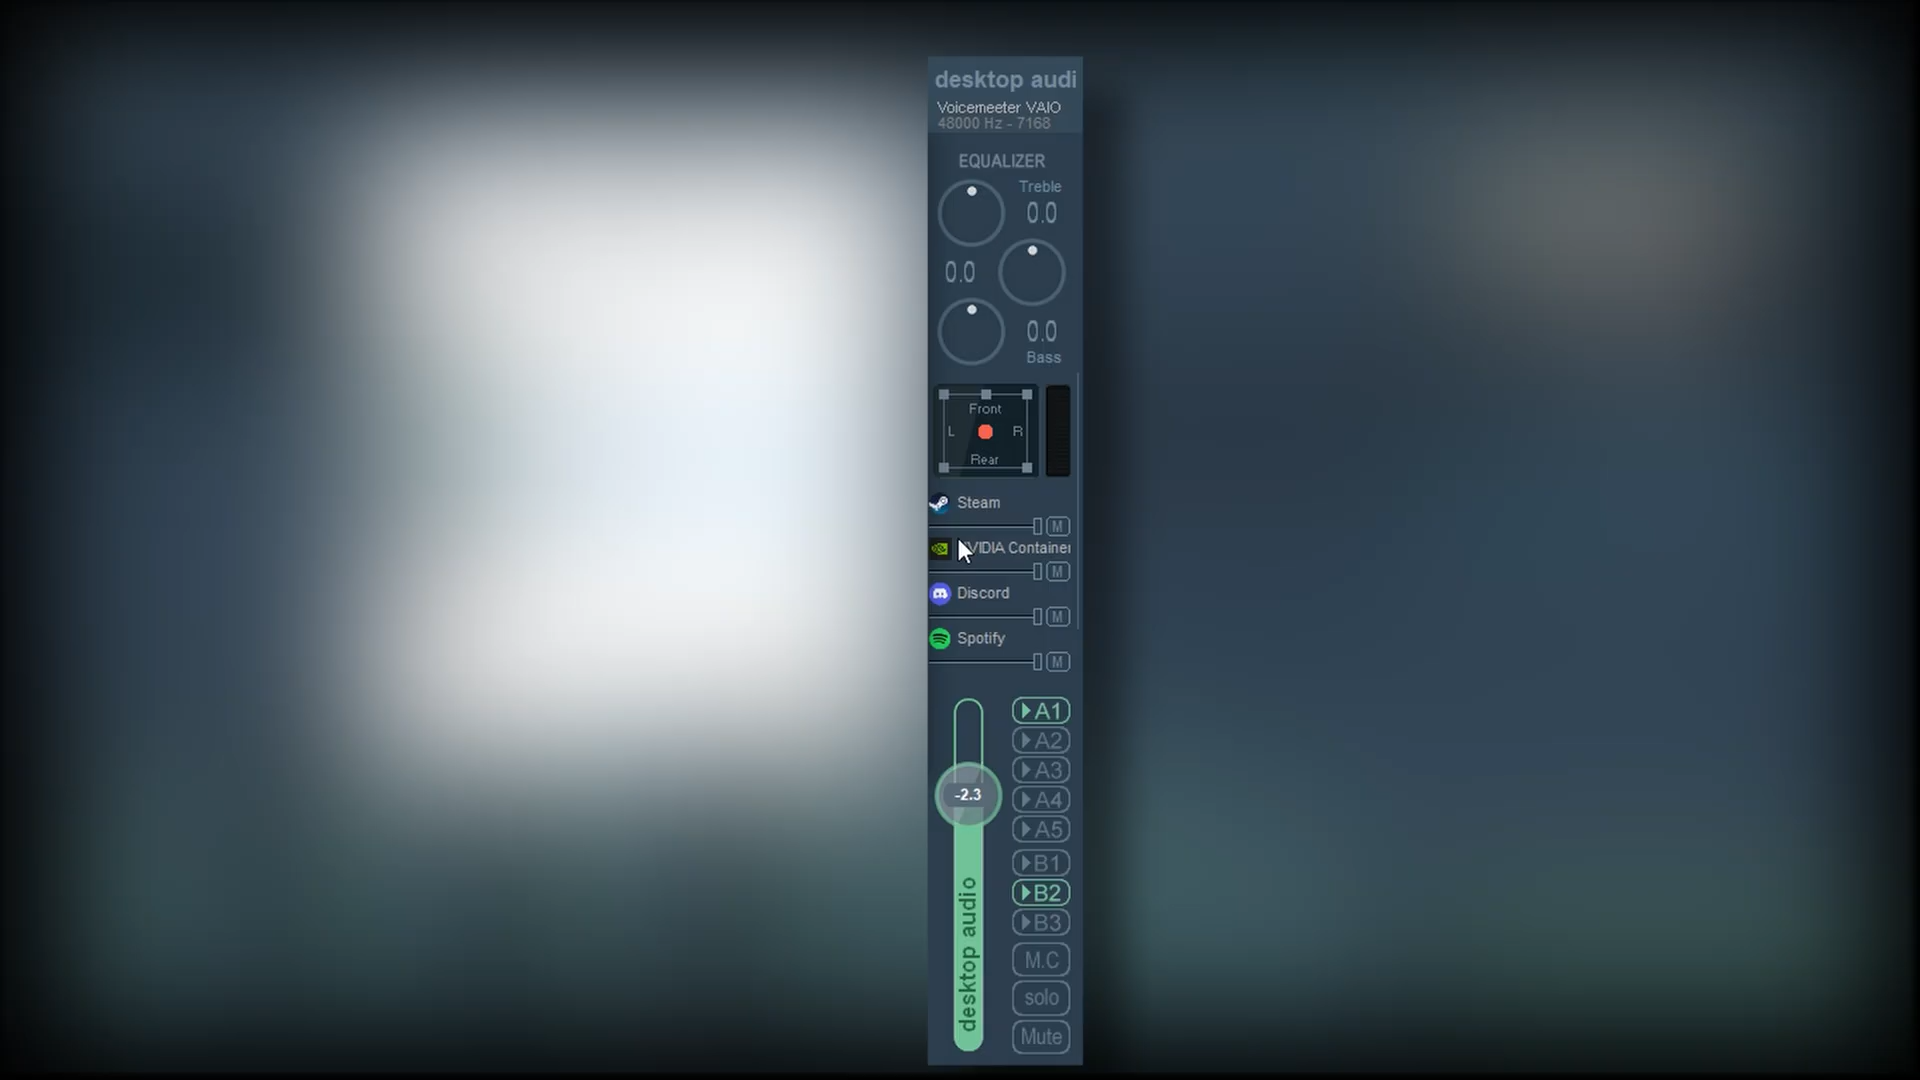 desktop audi
Voicemeeter VAIO
48000 Hz - 7168
EQUALIZER
Treble
0.0
0.0
0.0
Bass
Front
L R
Rear
Steam
M
VIDIA Container
M
Discord
M
Spotify
M
A1
A2
A3
-2.3
A4
A5
B1
B2
B3
desktop audio
M.C
solo
Mute